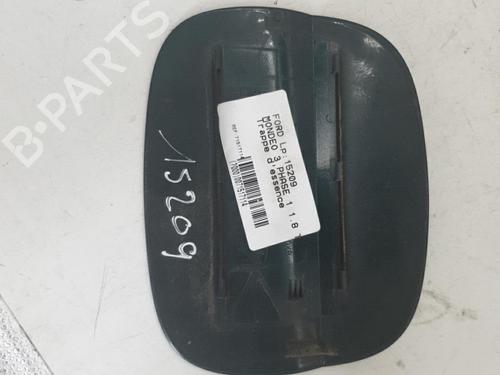 B-PARTS
FORD Lp:15209
MONDEO 3 PHASE 1 1.8
Trappe d'essence
15209